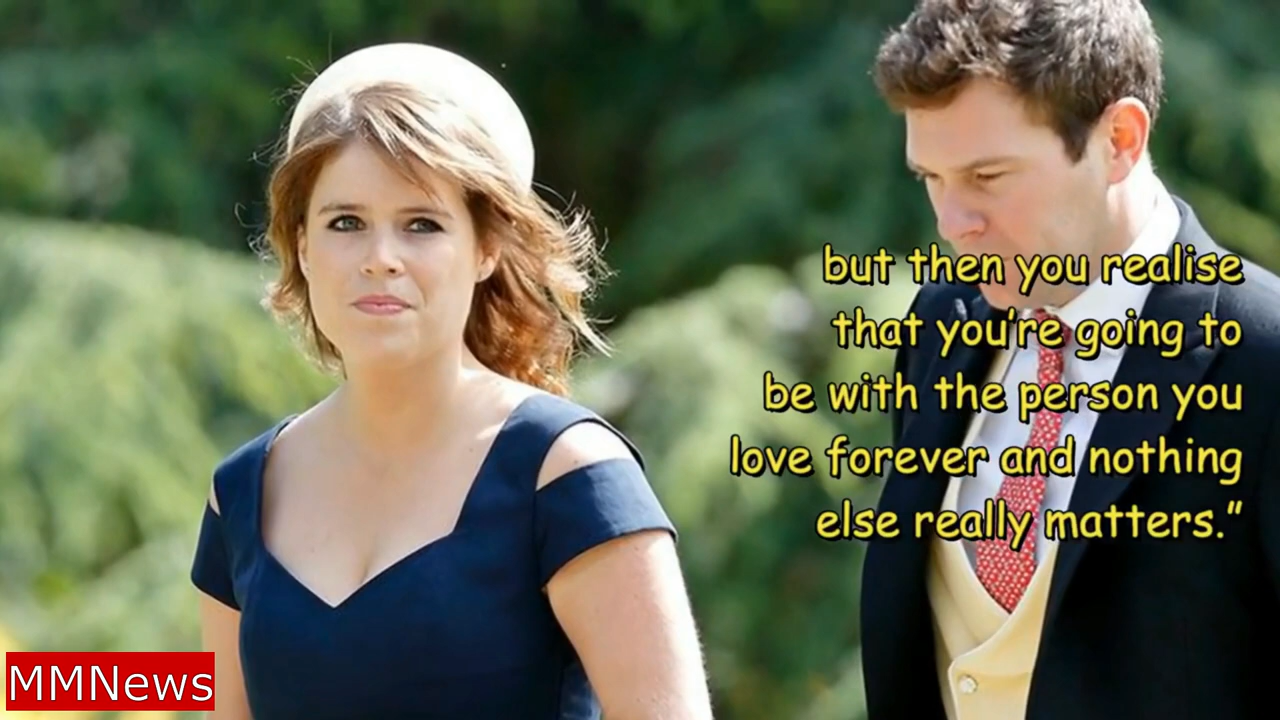 but then you realise
that you're going to
be with the person you
love forever and nothing
else really matters.”
MMNews